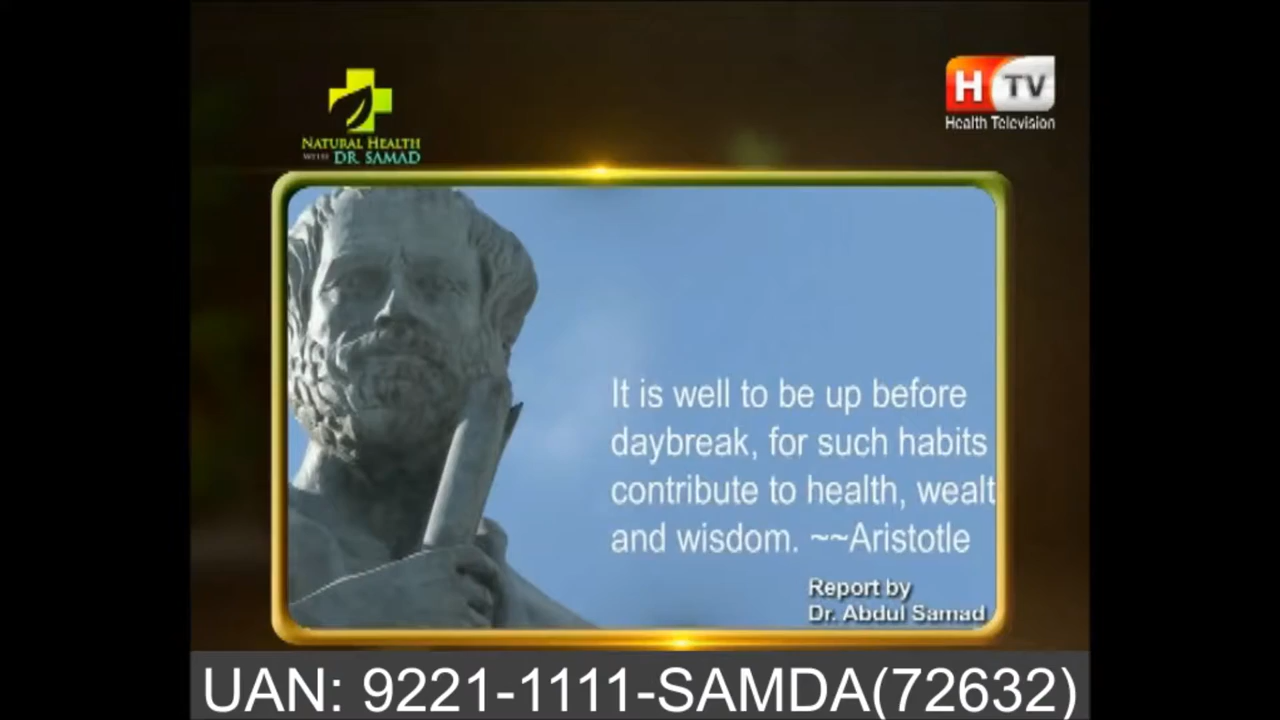 NATURAL HEALTH
WITH DR. SAMAD
H TV
Health Television
It is well to be up before
daybreak, for such habits
contribute to health, wealt
and wisdom. ~~Aristotle
Report by
Dr. Abdul Samad
UAN: 9221-1111-SAMDA(72632)